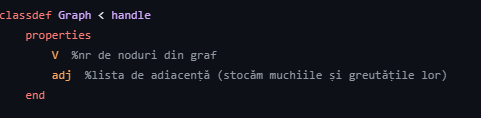 classdef Graph < handle
properties
V %nr de noduri din graf
adj %lista de adiacență (stocăm muchiile și greutățile lor)
end